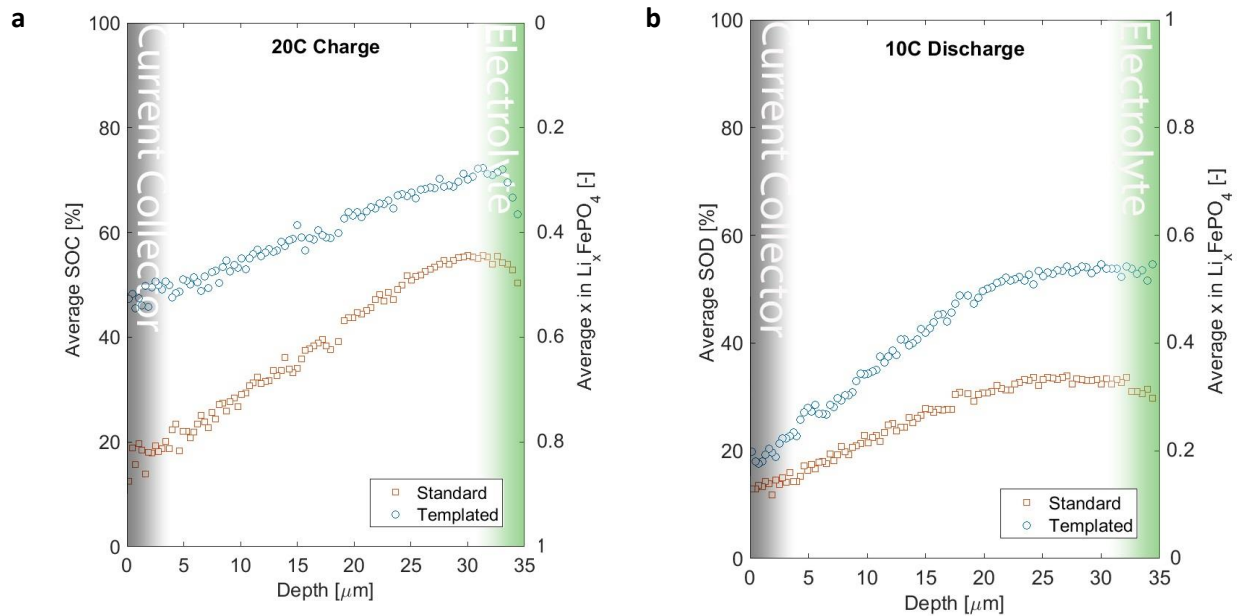 a
20C Charge
Average SOC [%]
100
80
60
40
20
0
0
0.2
0.4
0.6
0.8
1
Average x in LiₓFePO₄ [-]
Current Collector
Electrolyte
Standard
Templated
0 5 10 15 20 25 30 35
Depth [μm]
b
10C Discharge
Average SOD [%]
100
80
60
40
20
0
1
0.8
0.6
0.4
0.2
0
Average x in LiₓFePO₄ [-]
Current Collector
Electrolyte
Standard
Templated
0 5 10 15 20 25 30 35
Depth [μm]